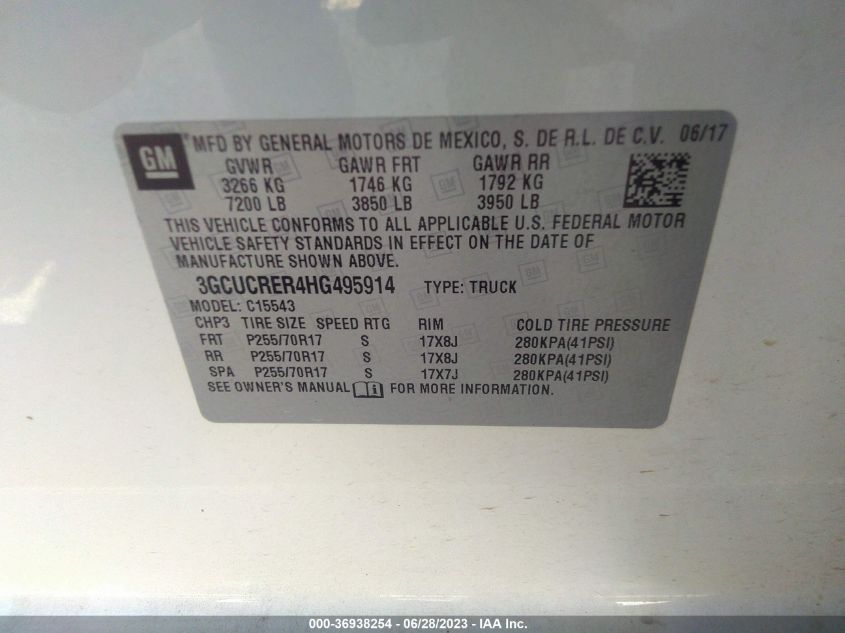 GM
® MFD BY GENERAL MOTORS DE MEXICO, S. DE R.L. DE C.V. 06/17
GVWR GAWR FRT GAWR RR
3266 KG 1746 KG 1792 KG
7200 LB 3850 LB 3950 LB
THIS VEHICLE CONFORMS TO ALL APPLICABLE U.S. FEDERAL MOTOR
VEHICLE SAFETY STANDARDS IN EFFECT ON THE DATE OF
MANUFACTURE SHOWN ABOVE.
3GCUCRER4HG495914 TYPE: TRUCK
MODEL: C15543
CHP3 TIRE SIZE SPEED RTG RIM COLD TIRE PRESSURE
FRT P255/70R17 S 17X8J 280KPA(41PSI)
RR P255/70R17 S 17X8J 280KPA(41PSI)
SPA P255/70R17 S 17X7J 280KPA(41PSI)
SEE OWNER'S MANUAL FOR MORE INFORMATION.
000-36938254 - 06/28/2023 - IAA Inc.